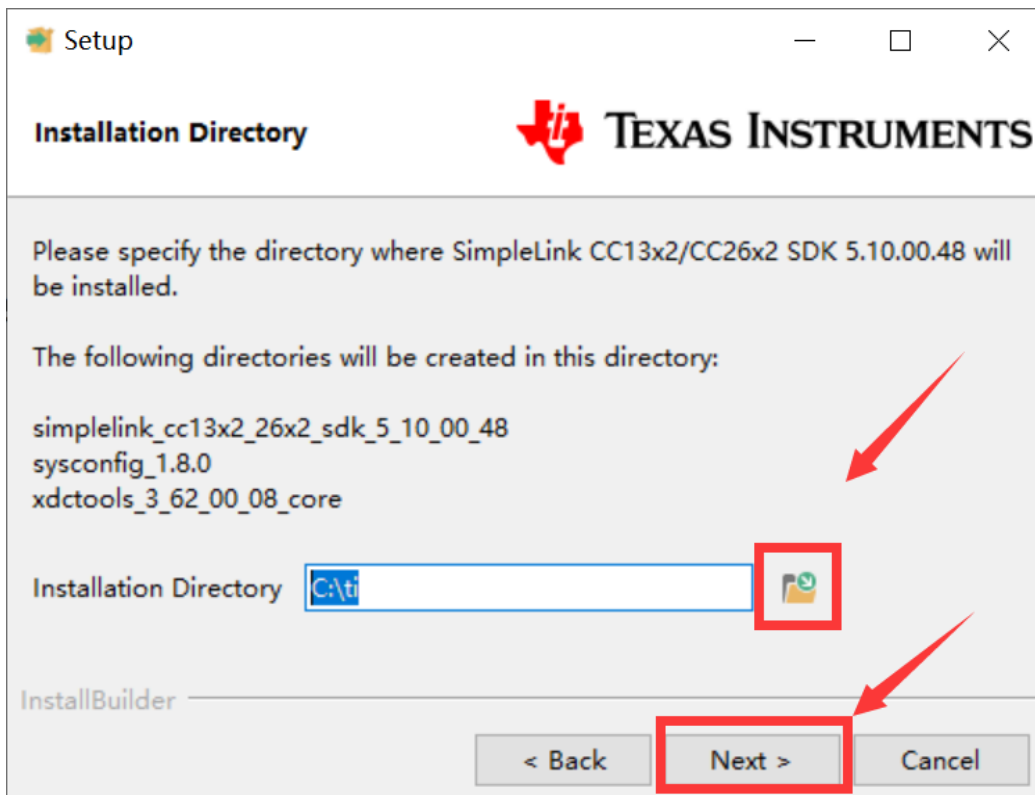 Setup
Installation Directory
TEXAS INSTRUMENTS
Please specify the directory where SimpleLink CC13x2/CC26x2 SDK 5.10.00.48 will
be installed.
The following directories will be created in this directory:
simplelink_cc13x2_26x2_sdk_5_10_00_48
sysconfig_1.8.0
xdctools_3_62_00_08_core
Installation Directory C:\ti
InstallBuilder
< Back Next > Cancel